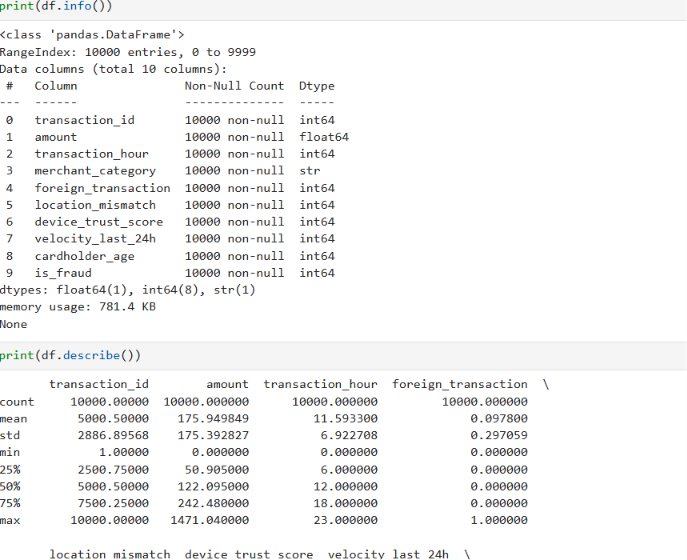 print(df.info())
<class 'pandas.DataFrame'>
RangeIndex: 10000 entries, 0 to 9999
Data columns (total 10 columns):
 #   Column               Non-Null Count  Dtype
---  ------               --------------  -----
 0   transaction_id       10000 non-null  int64
 1   amount               10000 non-null  float64
 2   transaction_hour     10000 non-null  int64
 3   merchant_category    10000 non-null  str
 4   foreign_transaction  10000 non-null  int64
 5   location_mismatch    10000 non-null  int64
 6   device_trust_score   10000 non-null  int64
 7   velocity_last_24h    10000 non-null  int64
 8   cardholder_age       10000 non-null  int64
 9   is_fraud             10000 non-null  int64
dtypes: float64(1), int64(8), str(1)
memory usage: 781.4 KB
None
print(df.describe())
       transaction_id        amount  transaction_hour  foreign_transaction  \
count     10000.00000  10000.000000      10000.000000         10000.000000
mean       5000.50000    175.949849         11.593300             0.097800
std        2886.89568    175.392827          6.922708             0.297059
min           1.00000      0.000000          0.000000             0.000000
25%        2500.75000     50.905000          6.000000             0.000000
50%        5000.50000    122.095000         12.000000             0.000000
75%        7500.25000    242.480000         18.000000             0.000000
max       10000.00000   1471.040000         23.000000             1.000000
       location_mismatch  device_trust_score  velocity_last_24h  \